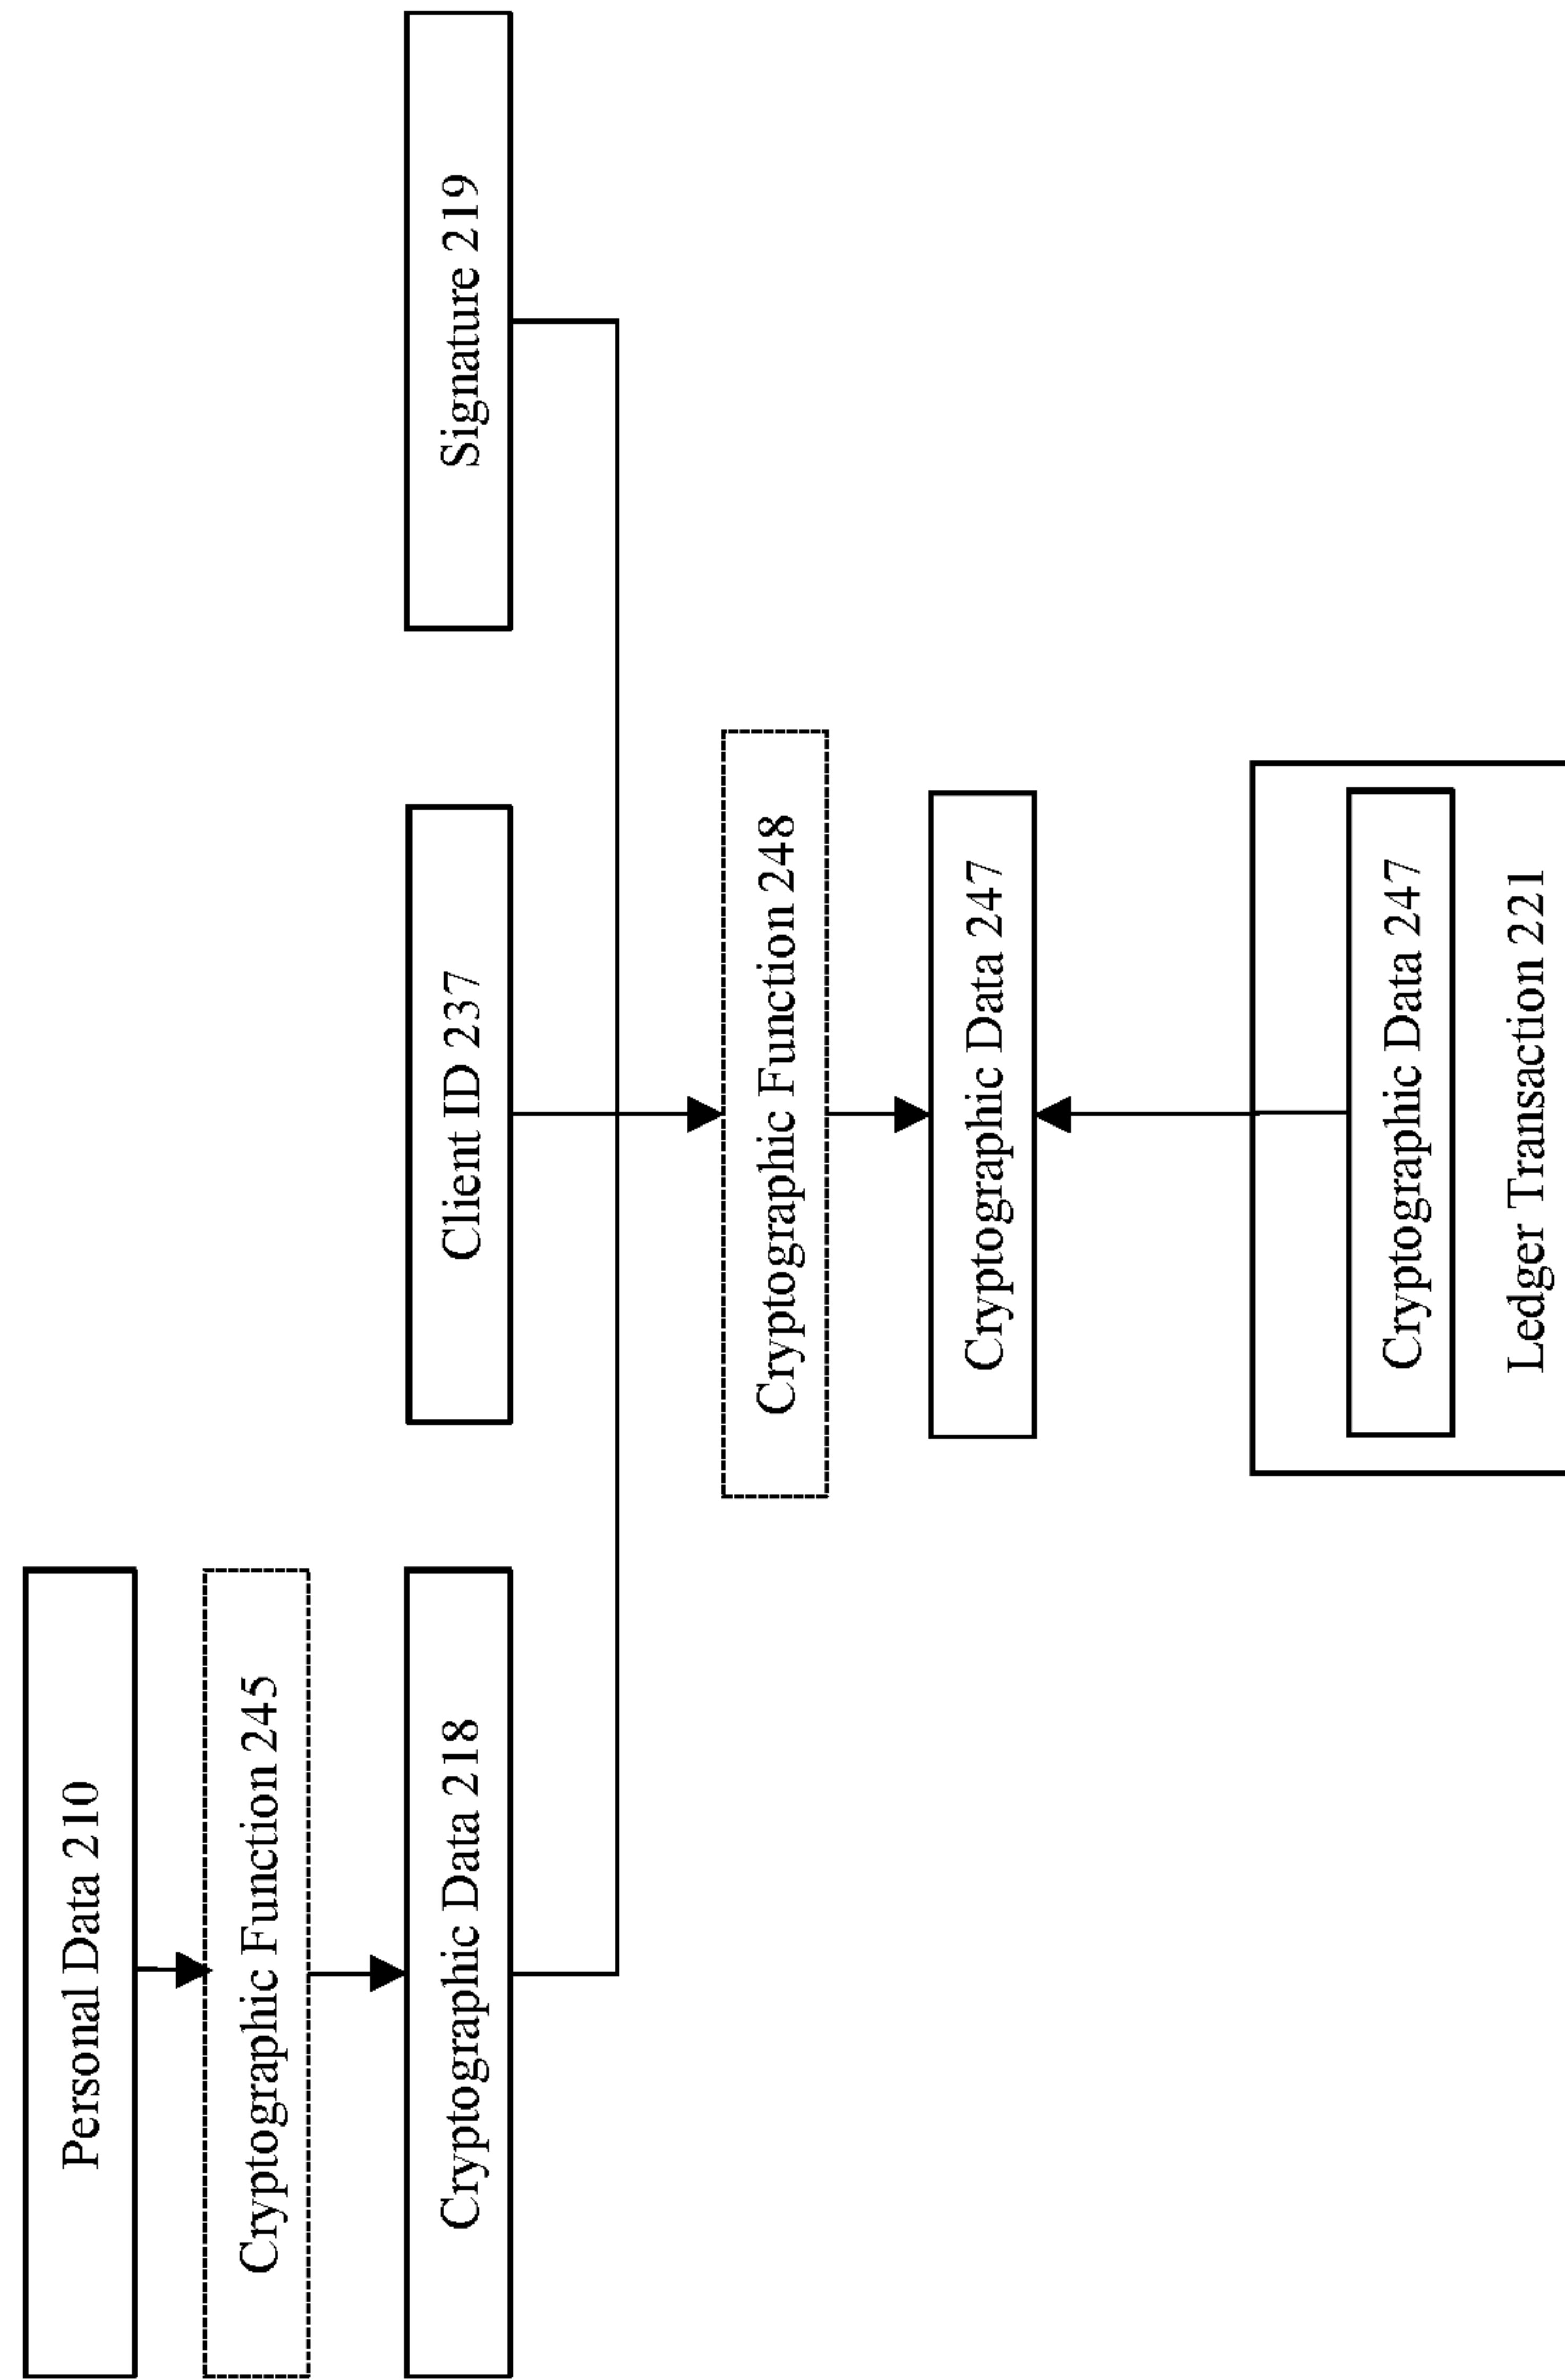 Personal Data 210
Cryptographic Function 245
Cryptographic Data 218
Client ID 237
Signature 219
Cryptographic Function 248
Cryptographic Data 247
Cryptographic Data 247
Ledger Transaction 221